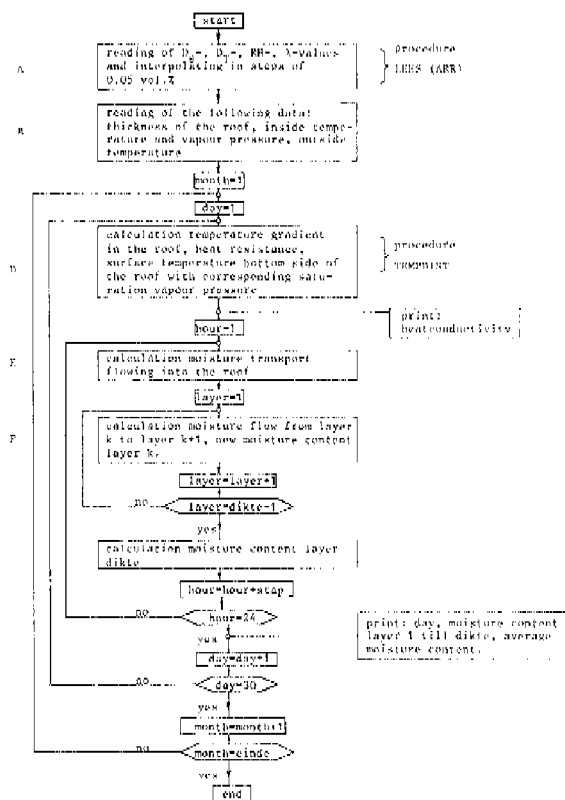 start
reading of D -, D -, RH-, λ-values
and interpolating in steps of
0.05 vol.%
procedure
LEES (ARR)
A
reading of the following data:
thickness of the roof, inside tempe-
rature and vapour pressure, outside
temperature
month=1
day=1
calculation temperature gradient
in the roof, heat resistance,
surface temperature bottom side of
the roof with corresponding satu-
ration vapour pressure
procedure
D
print:
heatconductivity
hour=1
E
calculation moisture transport
flowing into the roof
layer=1
F
calculation moisture flow from layer
k to layer k+1, new moisture content
layer k.
layer=layer+1
no
layer=dikte-1
yes
calculation moisture content layer
dikte
hour=hour+stap
no
hour=24
yes
print: day, moisture content
layer 1 till dikte, average
moisture content.
day=day+1
no
day=30
yes
month=month+1
no
month=einde
yes
end